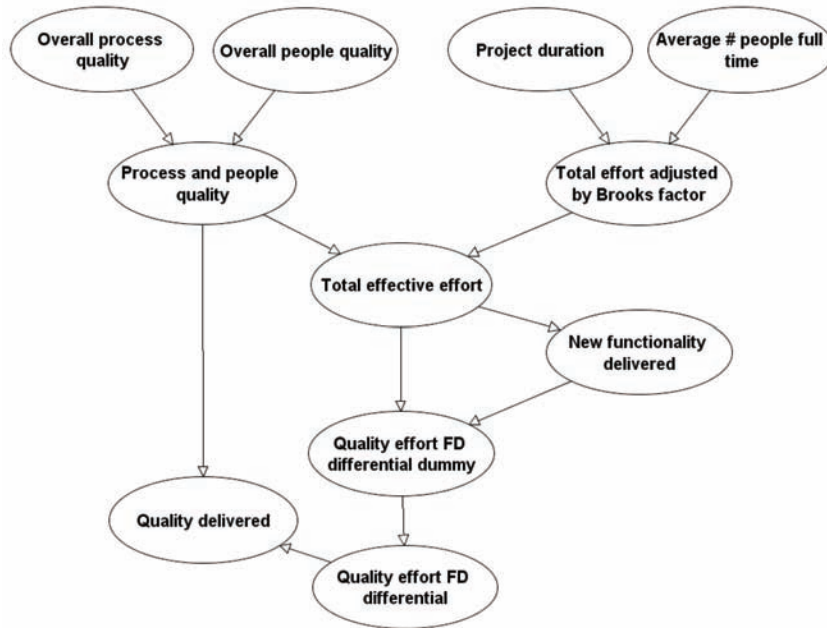 Overall process
quality
Overall people quality
Project duration
Average # people full
time
Process and people
quality
Total effort adjusted
by Brooks factor
Total effective effort
New functionality
delivered
Quality effort FD
differential dummy
Quality delivered
Quality effort FD
differential